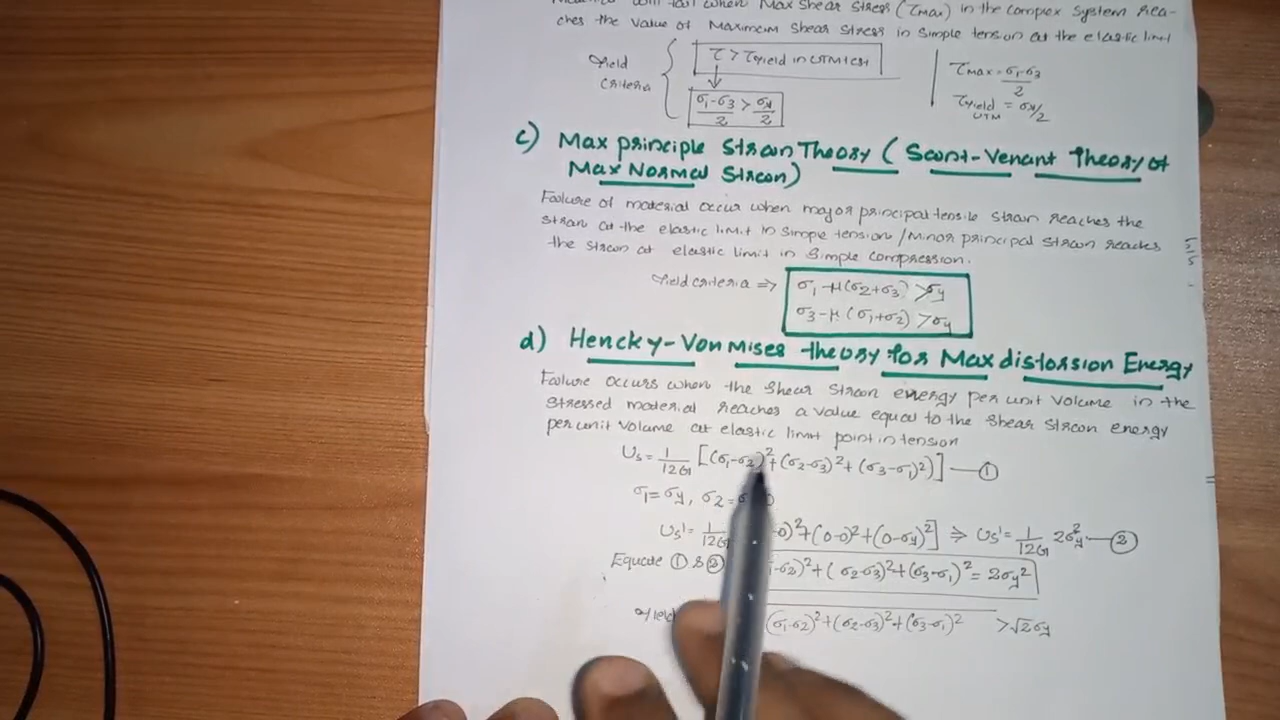 when Max Shear Stress (τMax) in the complex system rea-
ches the value of Maximum Shear Stress in simple tension at the elastic limit
Yield criteria
τ > τyield in UTM test
σ1-σ3/2 > σy/2
τMax = σ1-σ3/2
τyield UTM = σy/2
c) Max principle Strain Theory ( Saint-Venant Theory of
Max Normal Strain)
Failure of material occur when major principal tensile strain reaches the
strain at the elastic limit in simple tension / Minor principal strain reaches
the strain at elastic limit in simple compression.
Yield criteria ⇒ σ1 - μ(σ2+σ3) > σy
σ3 - μ (σ1+σ2) > σy
d) Hencky-Von Mises theory for Max distorssion Energy
Failure occurs when the shear strain energy per unit volume in the
stressed material reaches a value equal to the shear strain energy
per unit volume at elastic limit point in tension
Us = 1/12G [(σ1-σ2)²+(σ2-σ3)²+(σ3-σ1)²)] — ①
σ1 = σy, σ2 =
Us' = 1/12G -0)²+(0-0)²+(0-σy)²] ⇒ Us' = 1/12G 2σy² — ②
Equate ① & ② -σ2)²+(σ2-σ3)²+(σ3-σ1)² = 2σy²
(σ1-σ2)²+(σ2-σ3)²+(σ3-σ1)² > √2σy